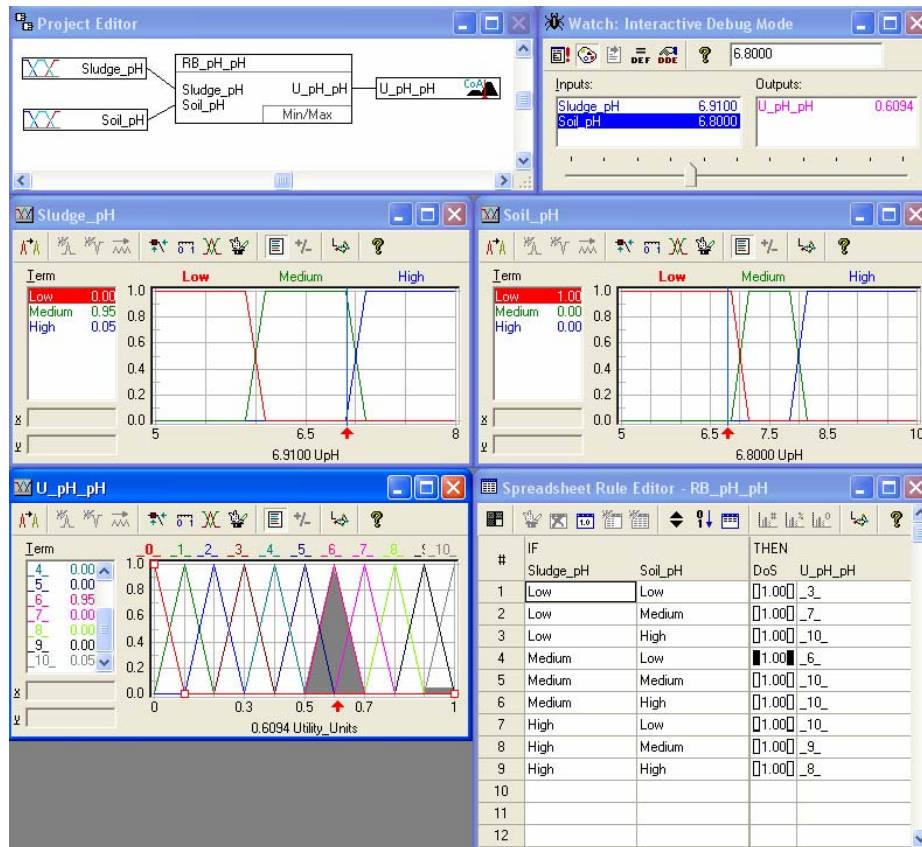 Project Editor
Sludge_pH
Soil_pH
RB_pH_pH
Sludge_pH
Soil_pH
U_pH_pH
Min/Max
U_pH_pH
CoA
Watch: Interactive Debug Mode
DEF DDE ? 6.8000
Inputs: Outputs:
Sludge_pH 6.9100 U_pH_pH 0.6094
Soil_pH 6.8000
Sludge_pH
Term Low Medium High
Low 0.00
Medium 0.95
High 0.05
1.0
0.8
0.6
0.4
0.2
0.0
x
y
5 6.5 8
6.9100 UpH
Soil_pH
Term Low Medium High
Low 1.00
Medium 0.00
High 0.00
1.0
0.8
0.6
0.4
0.2
0.0
x
y
5 6.5 7.5 8.5 10
6.8000 UpH
U_pH_pH
Term _0_ _1_ _2_ _3_ _4_ _5_ _6_ _7_ _8_ _10_
_4_ 0.00
_5_ 0.00
_6_ 0.95
_7_ 0.00
_8_ 0.00
_9_ 0.00
_10_ 0.05
1.0
0.8
0.6
0.4
0.2
0.0
x
y
0 0.3 0.5 0.7 1
0.6094 Utility_Units
Spreadsheet Rule Editor - RB_pH_pH
# IF THEN
Sludge_pH Soil_pH DoS U_pH_pH
1 Low Low [1.00] _3_
2 Low Medium [1.00] _7_
3 Low High [1.00] _10_
4 Medium Low 1.00 _6_
5 Medium Medium [1.00] _10_
6 Medium High [1.00] _10_
7 High Low [1.00] _10_
8 High Medium [1.00] _9_
9 High High [1.00] _8_
10
11
12